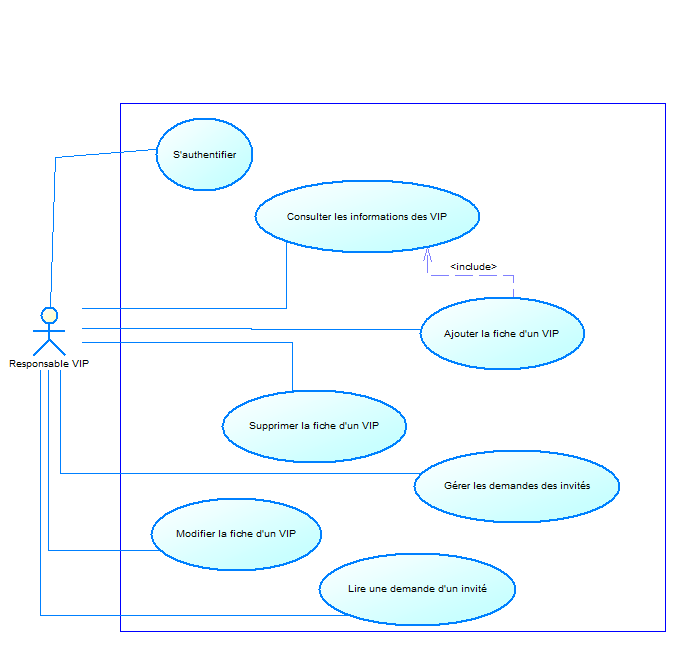 S'authentifier
Consulter les informations des VIP
<include>
Ajouter la fiche d'un VIP
Responsable VIP
Supprimer la fiche d'un VIP
Gérer les demandes des invités
Modifier la fiche d'un VIP
Lire une demande d'un invité